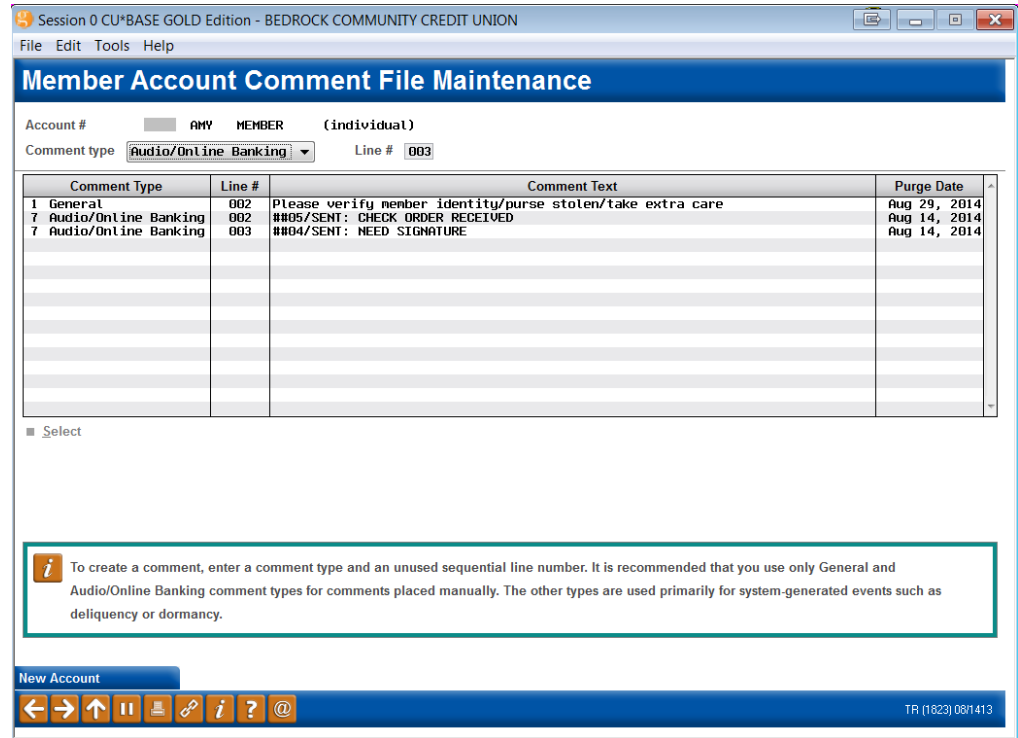 Session 0 CU*BASE GOLD Edition - BEDROCK COMMUNITY CREDIT UNION
File Edit Tools Help
Member Account Comment File Maintenance
Account # AMY MEMBER (individual)
Comment type Audio/Online Banking Line # 003
Comment Type Line # Comment Text Purge Date
1 General 002 Please verify member identity/purse stolen/take extra care Aug 29, 2014
7 Audio/Online Banking 002 ##05/SENT: CHECK ORDER RECEIVED Aug 14, 2014
7 Audio/Online Banking 003 ##04/SENT: NEED SIGNATURE Aug 14, 2014
Select
i To create a comment, enter a comment type and an unused sequential line number. It is recommended that you use only General and
Audio/Online Banking comment types for comments placed manually. The other types are used primarily for system-generated events such as
deliquency or dormancy.
New Account
i ? @
TR (1823) 08/1413